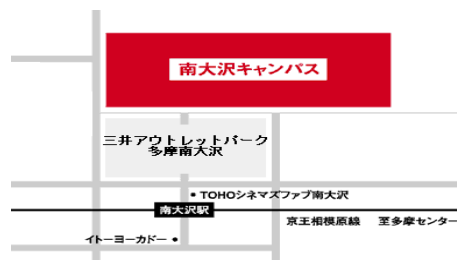 南大沢キャンパス
三井アウトレットパーク
多摩南大沢
TOHOシネマズファブ南大沢
南大沢駅
京王相模原線 至多摩センター
イトーヨーカドー